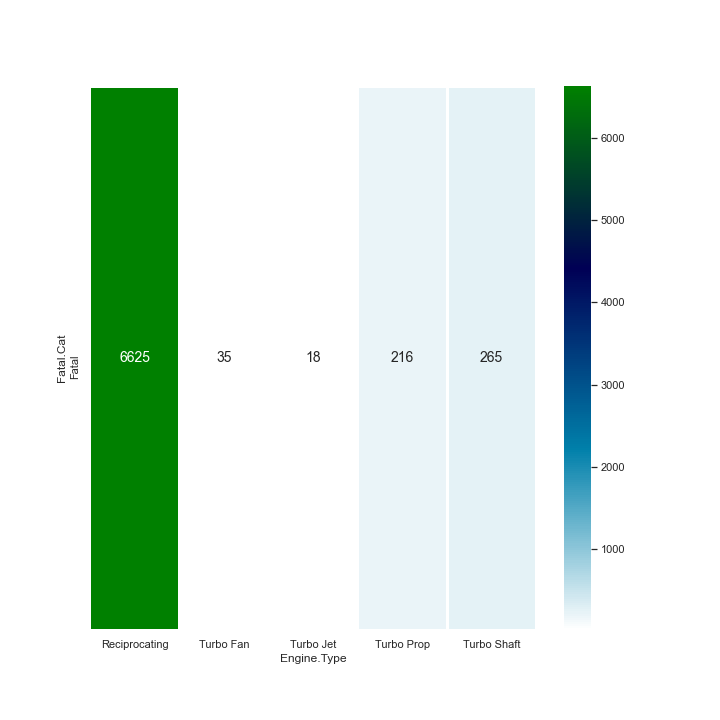 6000
5000
4000
3000
2000
1000
Fatal.Cat
Fatal
6625 35 18 216 265
Reciprocating Turbo Fan Turbo Jet Turbo Prop Turbo Shaft
Engine.Type